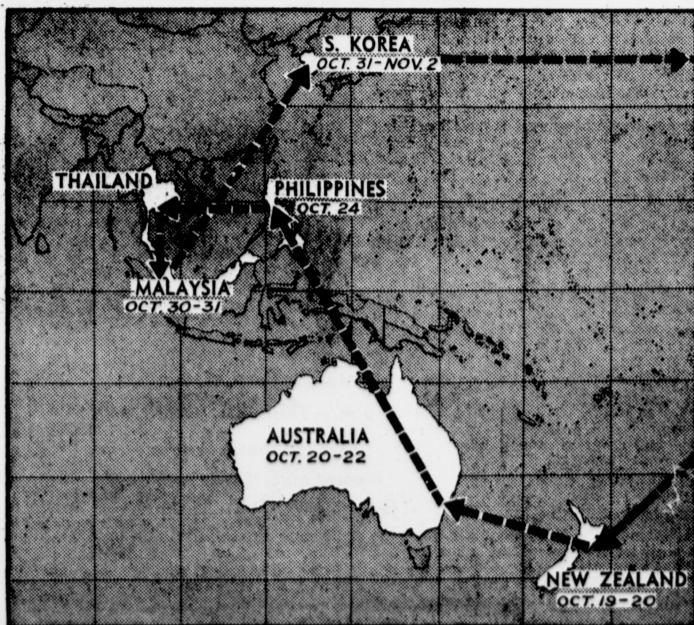 S. KOREA
OCT. 31-NOV. 2
THAILAND
PHILIPPINES
OCT. 24
MALAYSIA
OCT. 30-31
AUSTRALIA
OCT. 20-22
NEW ZEALAND
OCT. 19-20